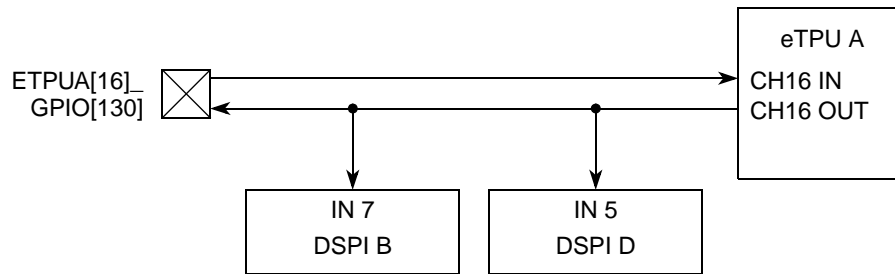 eTPU A
ETPUA[16]_
GPIO[130]
CH16 IN
CH16 OUT
IN 7
DSPI B
IN 5
DSPI D